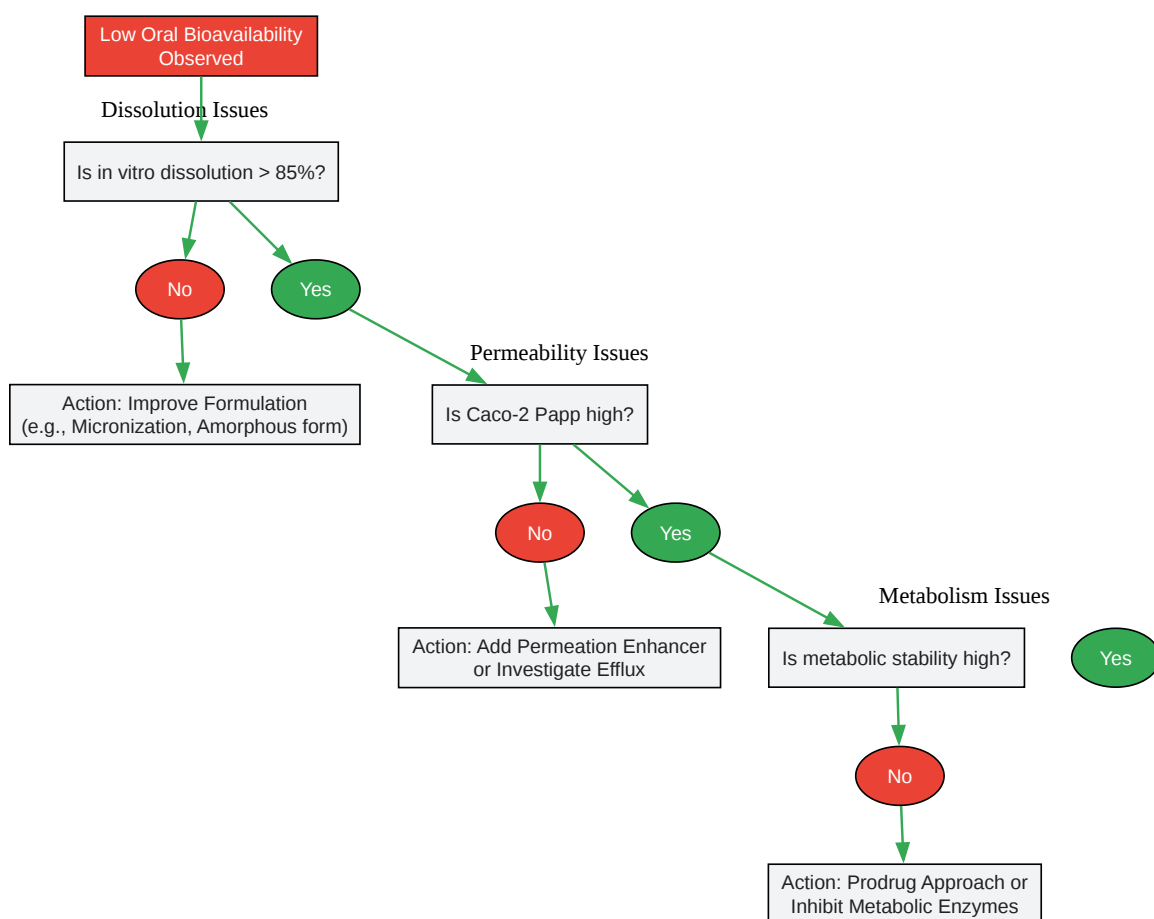 Low Oral Bioavailability
Observed
Dissolution Issues
Is in vitro dissolution > 85%?
No
Yes
Action: Improve Formulation
(e.g., Micronization, Amorphous form)
Permeability Issues
Is Caco-2 Papp high?
No
Yes
Action: Add Permeation Enhancer
or Investigate Efflux
Metabolism Issues
Is metabolic stability high?
Yes
No
Action: Prodrug Approach or
Inhibit Metabolic Enzymes